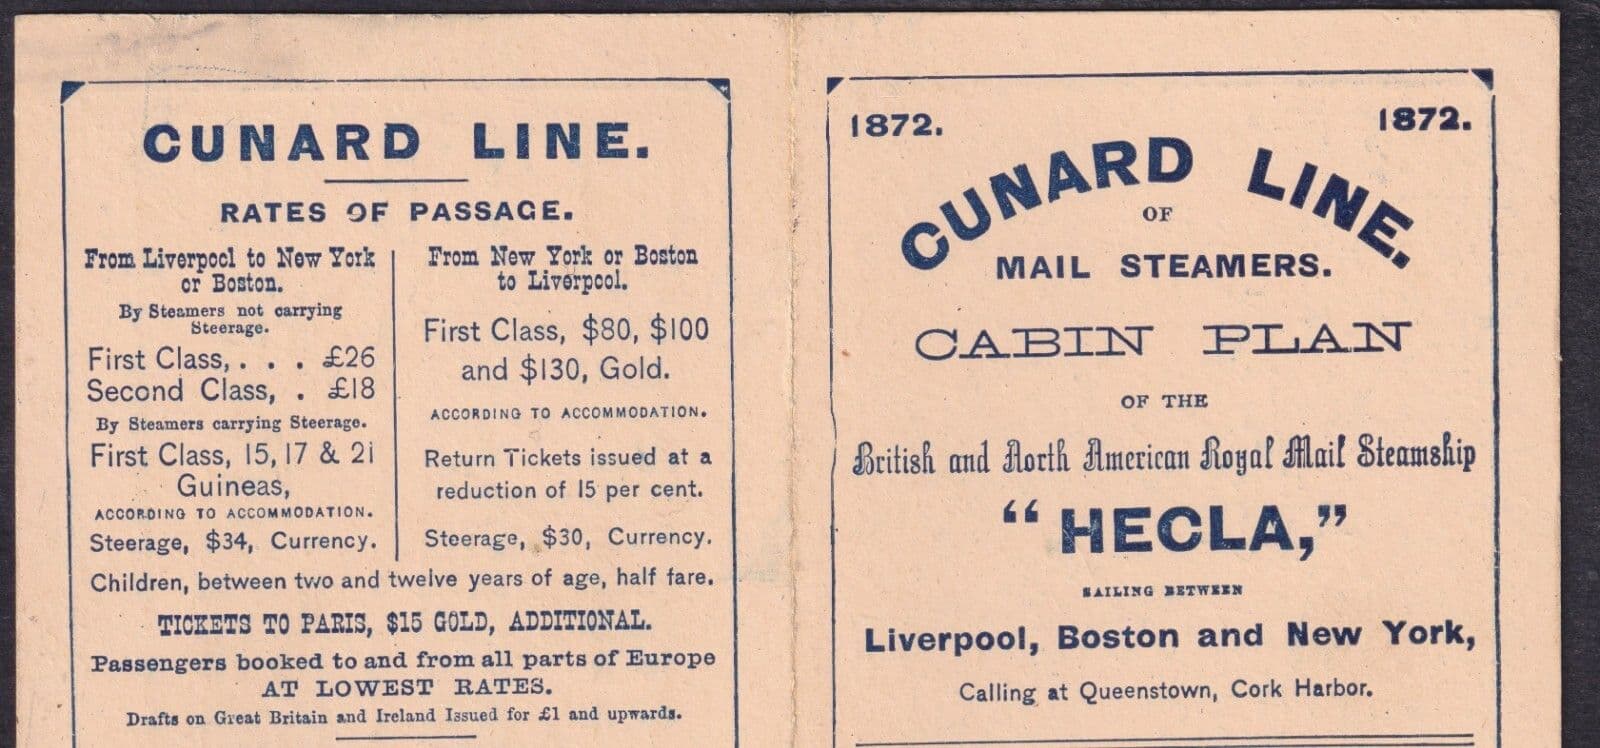 CUNARD LINE.
RATES OF PASSAGE.
From Liverpool to New York
or Boston.
By Steamers not carrying
Steerage.
First Class, . . . £26
Second Class, . £18
By Steamers carrying Steerage.
First Class, 15, 17 & 21
Guineas,
ACCORDING TO ACCOMMODATION.
Steerage, $34, Currency.
From New York or Boston
to Liverpool.
First Class, $80, $100
and $130, Gold.
ACCORDING TO ACCOMMODATION.
Return Tickets issued at a
reduction of 15 per cent.
Steerage, $30, Currency.
Children, between two and twelve years of age, half fare.
TICKETS TO PARIS, $15 GOLD, ADDITIONAL.
Passengers booked to and from all parts of Europe
AT LOWEST RATES.
Drafts on Great Britain and Ireland Issued for £1 and upwards.
1872. 1872.
CUNARD LINE.
OF
MAIL STEAMERS.
CABIN PLAN
OF THE
British and North American Royal Mail Steamship
“HECLA,”
SAILING BETWEEN
Liverpool, Boston and New York,
Calling at Queenstown, Cork Harbor.